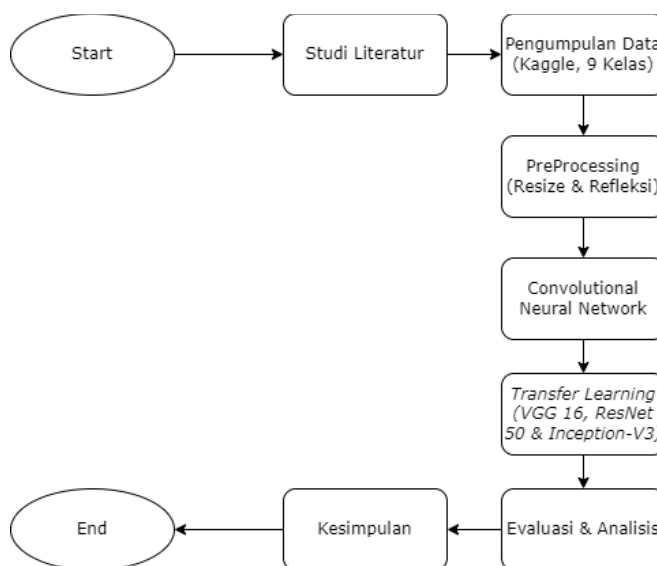 Start
Studi Literatur
Pengumpulan Data
(Kaggle, 9 Kelas)
PreProcessing
(Resize & Refleksi)
Convolutional
Neural Network
Transfer Learning
(VGG 16, ResNet
50 & Inception-V3)
Evaluasi & Analisis
Kesimpulan
End